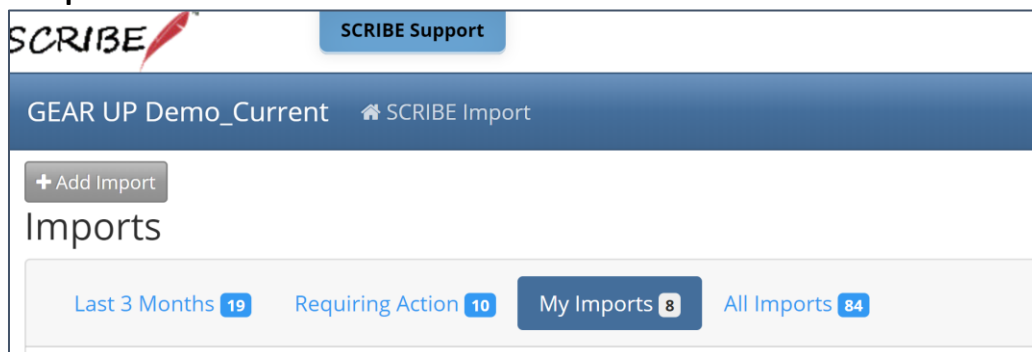 SCRIBE
SCRIBE Support
GEAR UP Demo_Current SCRIBE Import
+ Add Import
Imports
Last 3 Months 19 Requiring Action 10 My Imports 8 All Imports 84